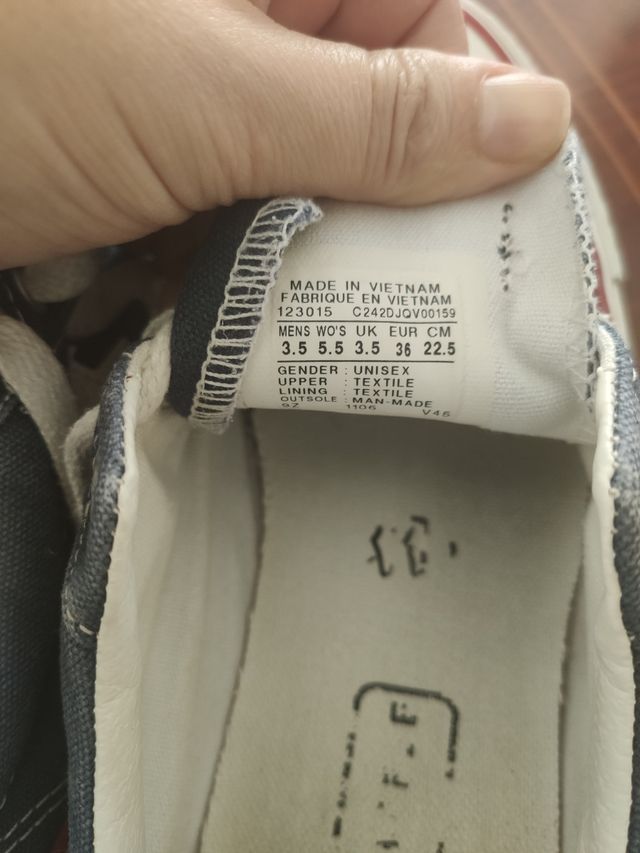 MADE IN VIETNAM
FABRIQUE EN VIETNAM
123015 C242DJQV00159
MENS WO'S UK EUR CM
3.5 5.5 3.5 36 22.5
GENDER : UNISEX
UPPER : TEXTILE
LINING : TEXTILE
OUTSOLE : MAN-MADE
9Z 1106 V45